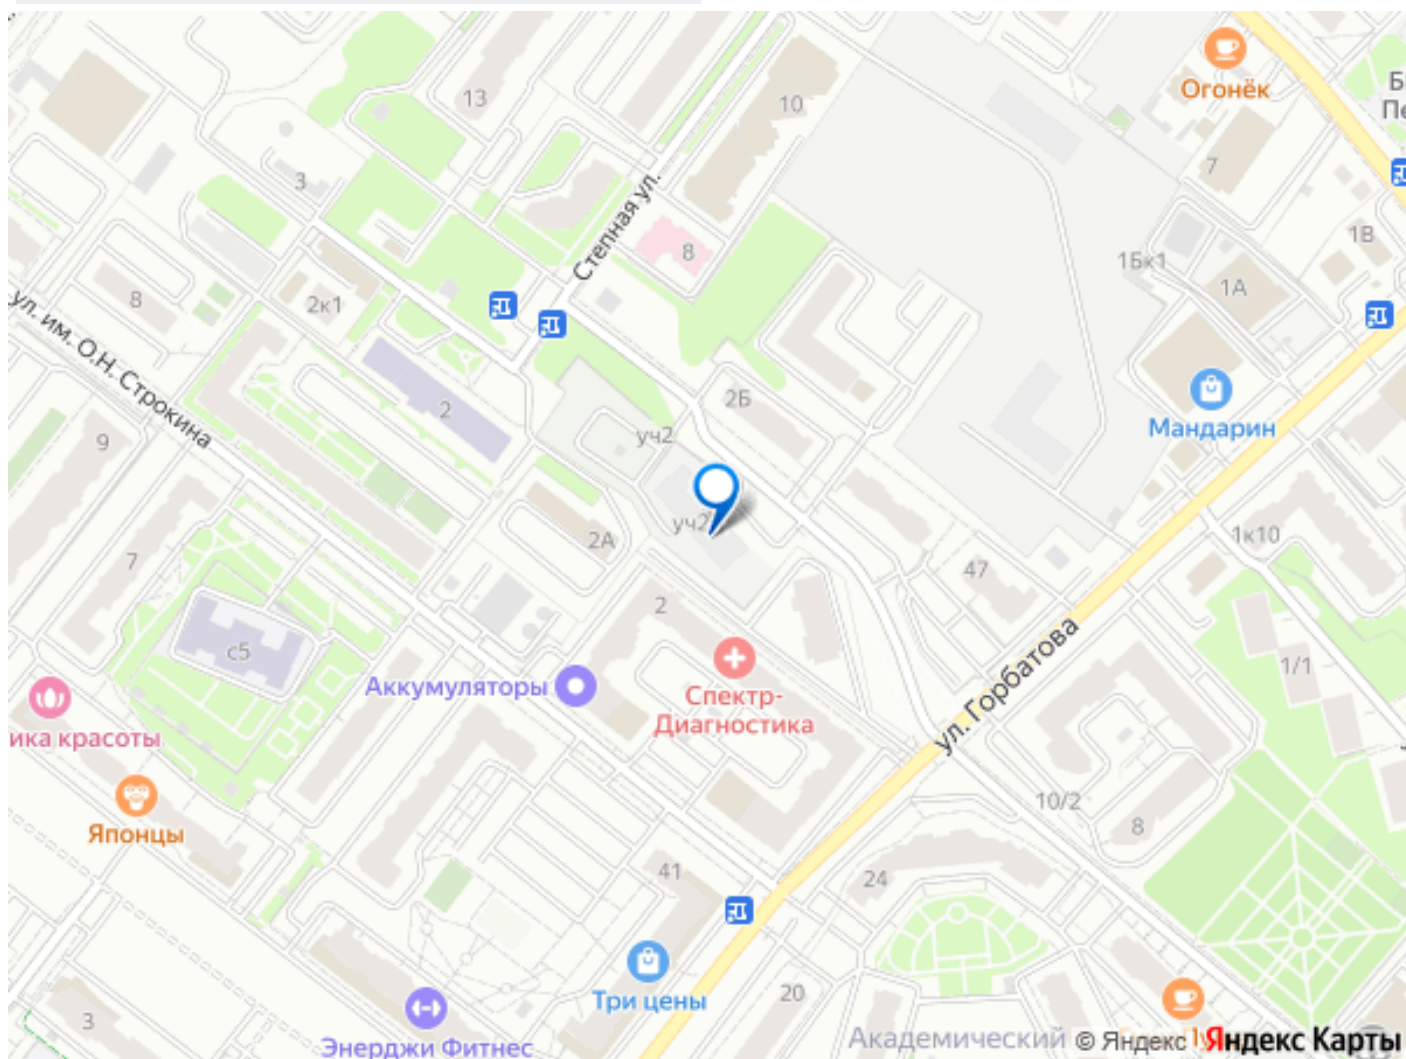 Огонёк
13
10
7
3
Степная ул.
8
1В
1Бк1
1А
8
2к1
ул. им. О.Н. Строкина
2
2Б
Мандарин
уч2
9
уч2
2А
1к10
7
47
2
с5
1/1
Аккумуляторы
Спектр-
Диагностика
ул. Горбатова
ика красоты
10/2
8
Японцы
41
24
Три цены
20
3
Энерджи Фитнес
Академический
© Яндекс
Яндекс Карты